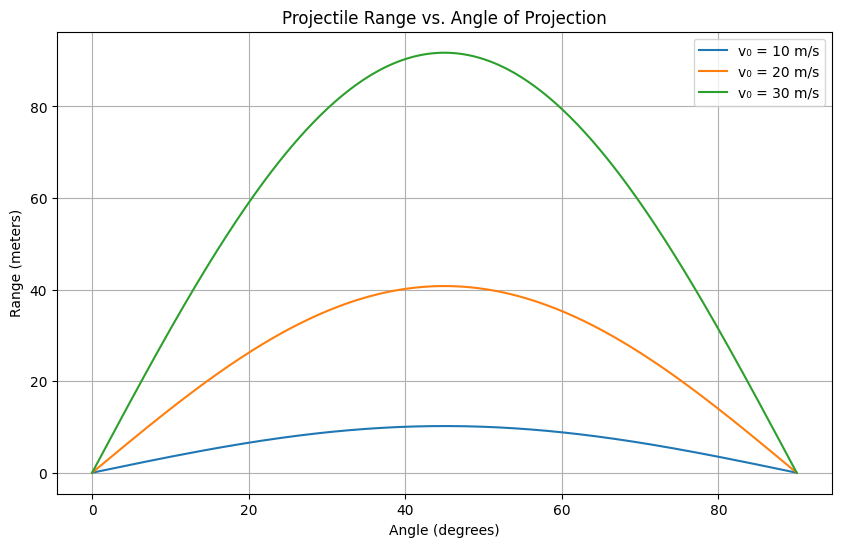 Projectile Range vs. Angle of Projection
v₀ = 10 m/s
v₀ = 20 m/s
v₀ = 30 m/s
Range (meters)
80
60
40
20
0
0 20 40 60 80
Angle (degrees)